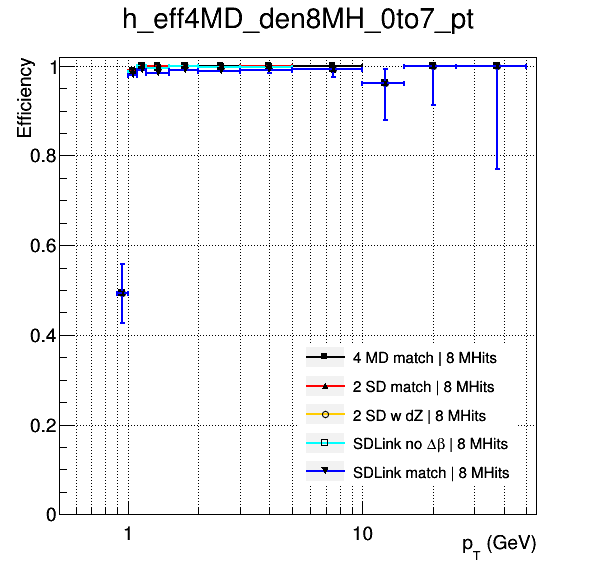 h_eff4MD_den8MH_0to7_pt
Efficiency
1
0.8
0.6
0.4
0.2
0
4 MD match | 8 MHits
2 SD match | 8 MHits
2 SD w dZ | 8 MHits
SDLink no Δβ | 8 MHits
SDLink match | 8 MHits
1
10
p_T (GeV)